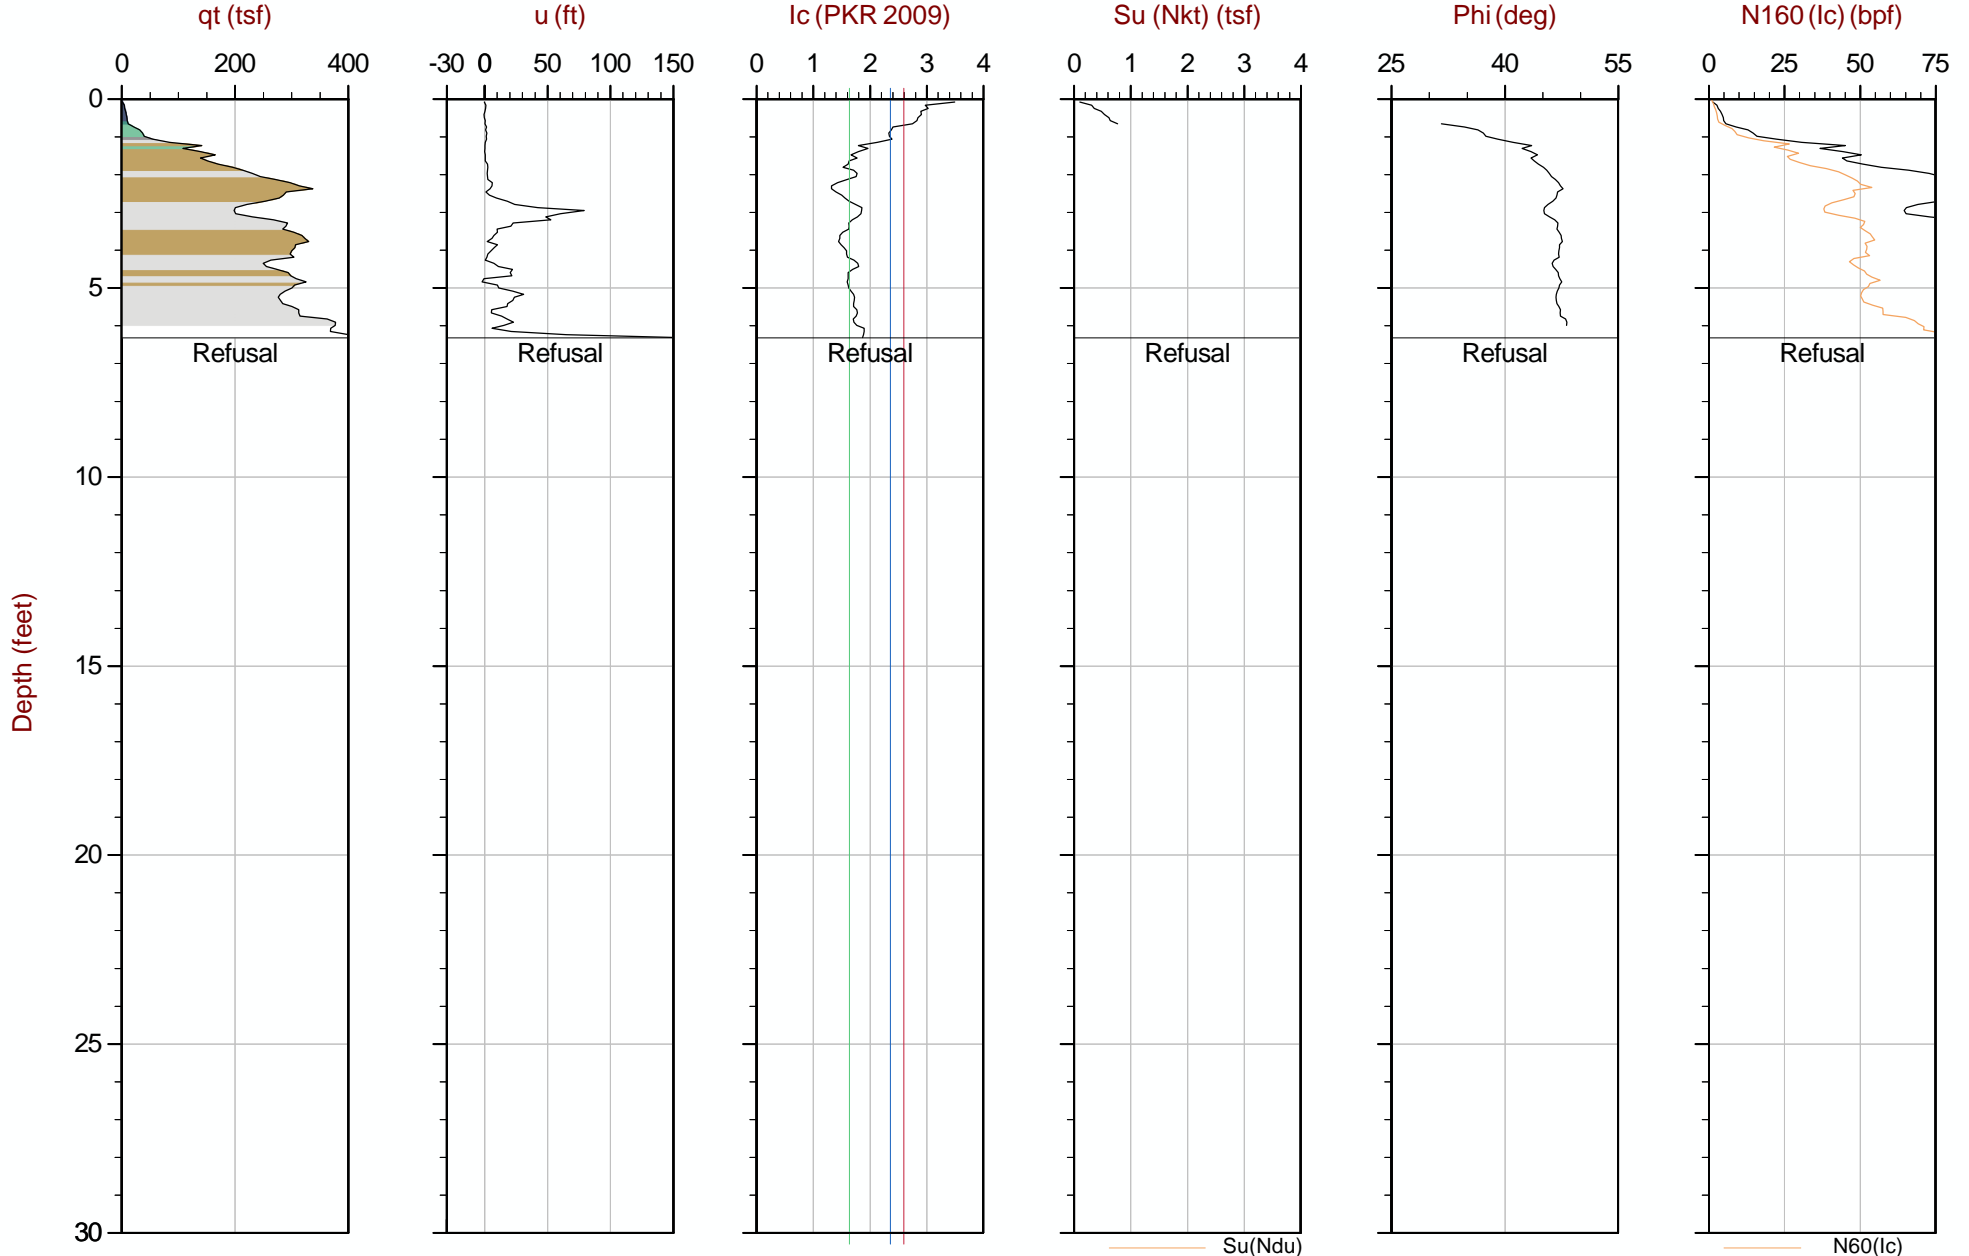 qt (tsf) u (ft) Ic (PKR 2009) Su (Nkt) (tsf) Phi (deg) N160 (Ic) (bpf)
0 200 400 -30 0 50 100 150 0 1 2 3 4 0 1 2 3 4 25 40 55 0 25 50 75
0
5
Refusal Refusal Refusal Refusal Refusal Refusal
10
15
20
25
30
Depth (feet)
Su(Ndu) N60(Ic)